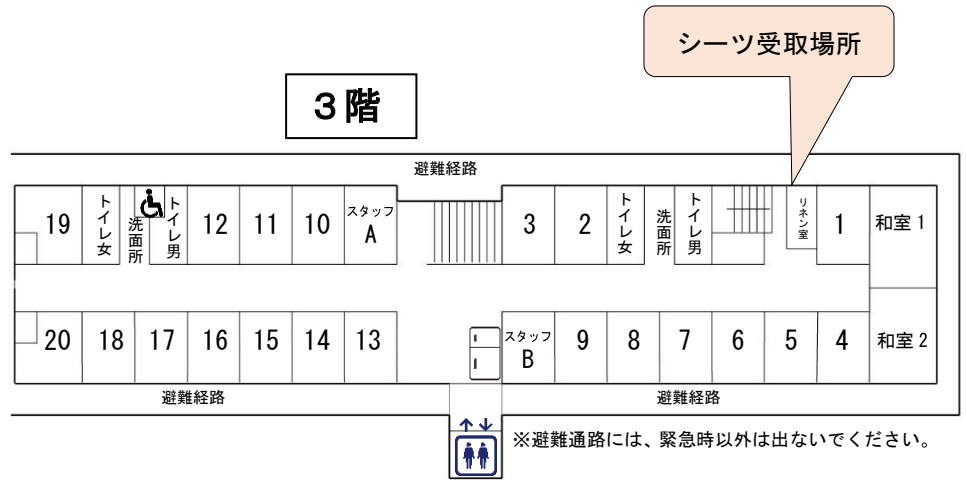 シーツ受取場所
３階
避難経路
19
トイレ女
洗面所
トイレ男
12
11
10
スタッフ
A
3
2
トイレ女
洗面所
トイレ男
リネン室
1
和室 1
20
18
17
16
15
14
13
スタッフ
B
9
8
7
6
5
4
和室 2
避難経路
避難経路
※避難通路には、緊急時以外は出ないでください。